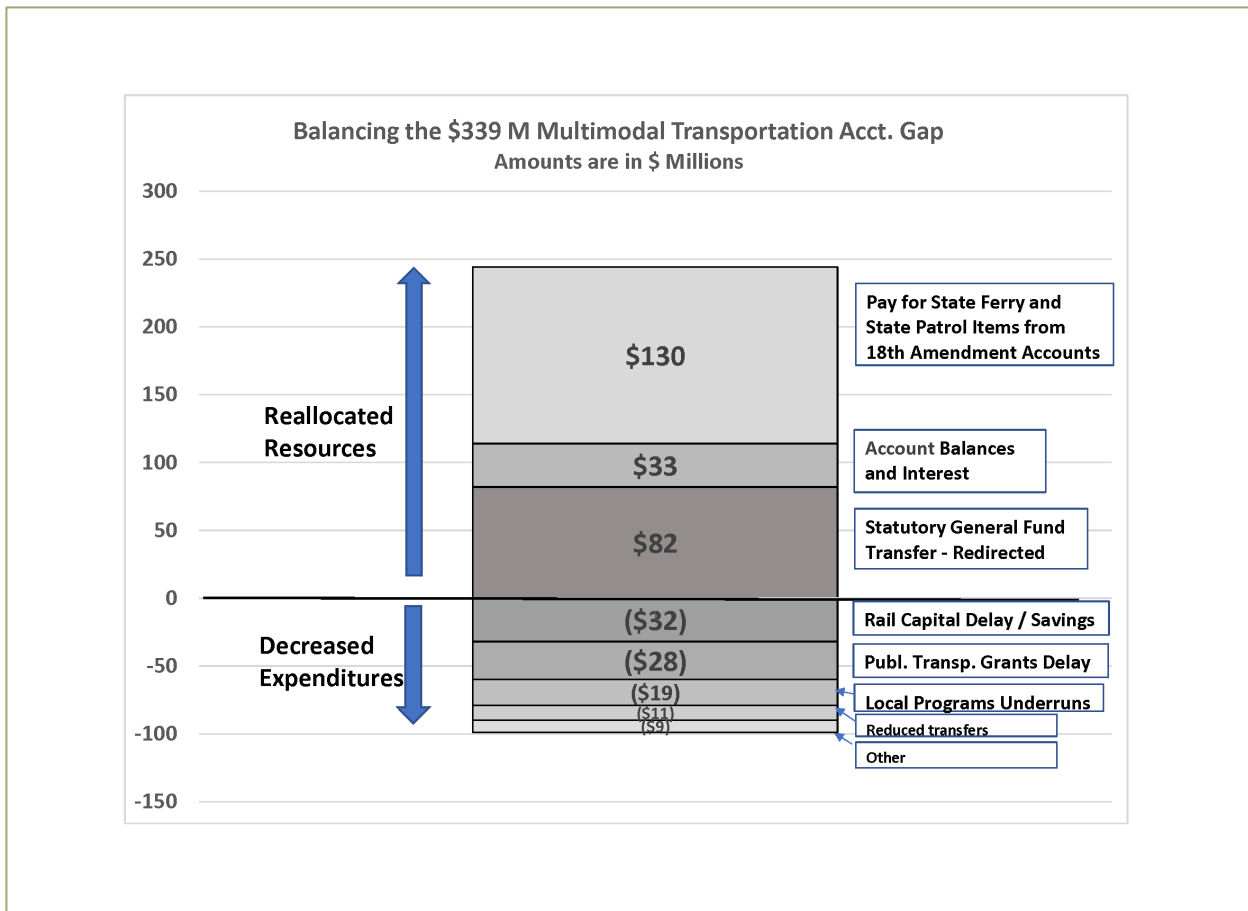 Balancing the $339 M Multimodal Transportation Acct. Gap
Amounts are in $ Millions
300
250
200
150
100
50
0
-50
-100
-150
Reallocated
Resources
Decreased
Expenditures
$130
$33
$82
($32)
($28)
($19)
($11)
($9)
Pay for State Ferry and
State Patrol Items from
18th Amendment Accounts
Account Balances
and Interest
Statutory General Fund
Transfer - Redirected
Rail Capital Delay / Savings
Publ. Transp. Grants Delay
Local Programs Underruns
Reduced transfers
Other